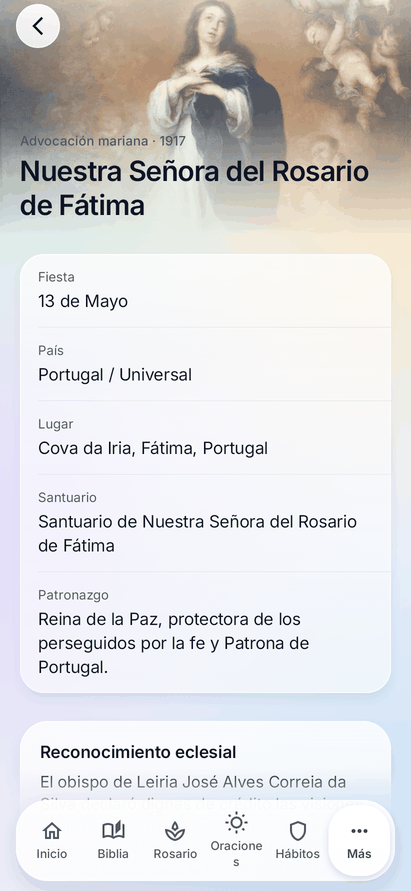 Advocación mariana · 1917
Nuestra Señora del Rosario
de Fátima
Fiesta
13 de Mayo
País
Portugal / Universal
Lugar
Cova da Iria, Fátima, Portugal
Santuario
Santuario de Nuestra Señora del Rosario
de Fátima
Patronazgo
Reina de la Paz, protectora de los
perseguidos por la fe y Patrona de
Portugal.
Reconocimiento eclesial
El obispo de Leiria José Alves Correia da
Inicio
Biblia
Rosario
Oracione
s
Hábitos
Más